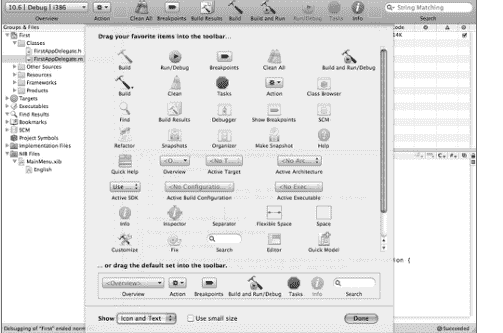 10.6 | Debug | i386
String Matching
Overview Action Clean All Breakpoints Build Results Build Build and Run Run/Debug Tasks Info Search
Groups & Files
Code
First
Classes
FirstAppDelegate.h
FirstAppDelegate.m
Other Sources
Resources
Frameworks
Products
Targets
Executables
Find Results
Bookmarks
SCM
Project Symbols
Implementation Files
NIB Files
MainMenu.xib
English
Drag your favorite items into the toolbar...
Build Run/Debug Breakpoints Clean All Build and Run/Debug
Build Clean Tasks Action Class Browser
Find Build Results Debugger Show Breakpoints SCM
Refactor Snapshots Organizer Make Snapshot Help
<O... <No T... <No Arc...
Quick Help Overview Active Target Active Architecture
Use ... <No Configuratio... <No Exec...
Active SDK Active Build Configuration Active Executable
Info Inspector Separator Flexible Space Space
Customize Fix Search Editor Quick Model
... or drag the default set into the toolbar.
<Overview>
Overview Action Breakpoints Build and Run/Debug Tasks Info Search
Show Icon and Text Use small size Done
Debugging of "First" ended normally.
Succeeded